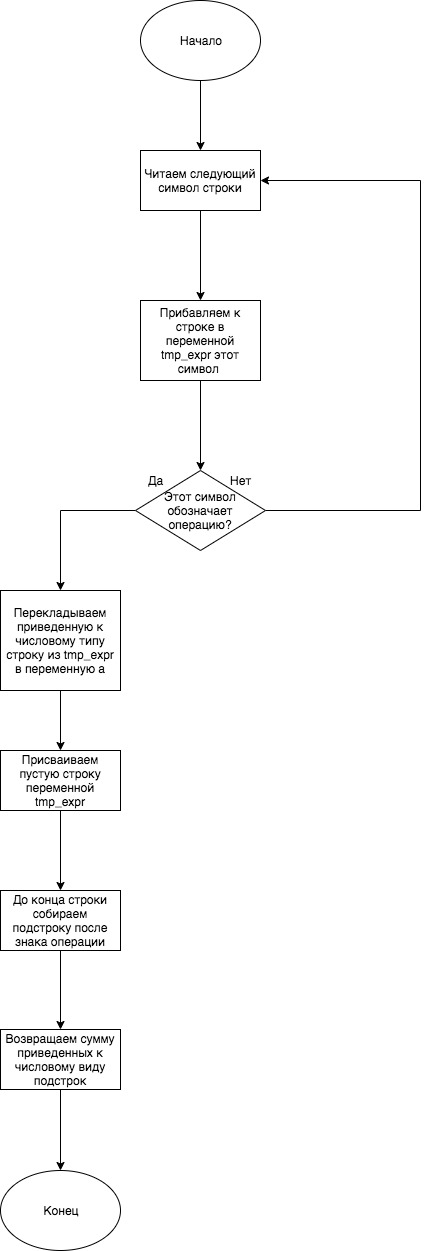 Начало
Читаем следующий
символ строки
Прибавляем к
строке в
переменной
tmp_expr этот
символ
Да
Нет
Этот символ
обозначает
операцию?
Перекладываем
приведенную к
числовому типу
строку из tmp_expr
в переменную a
Присваиваем
пустую строку
переменной
tmp_expr
До конца строки
собираем
подстроку после
знака операции
Возвращаем сумму
приведенных к
числовому виду
подстрок
Конец